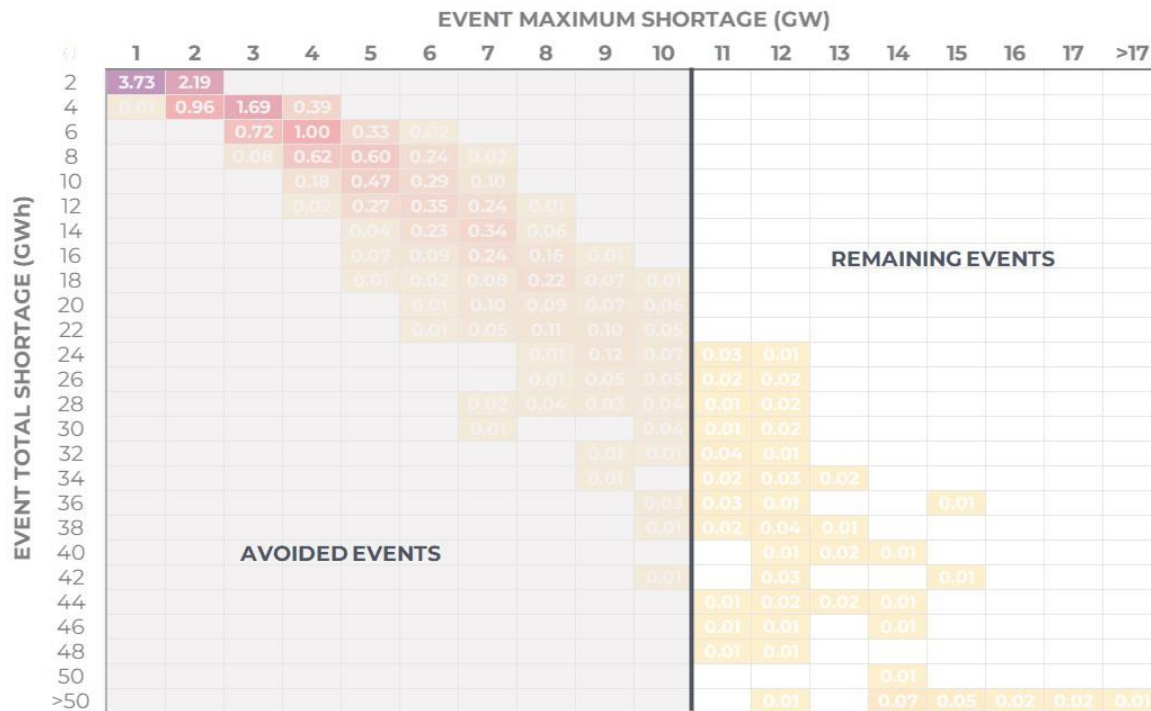 EVENT MAXIMUM SHORTAGE (GW)
1 2 3 4 5 6 7 8 9 10 11 12 13 14 15 16 17 >17
EVENT TOTAL SHORTAGE (GWh)
2 3.73 2.19
4 0.01 0.96 1.69 0.39
6 0.72 1.00 0.33 0.02
8 0.08 0.62 0.60 0.24 0.02
10 0.18 0.47 0.29 0.10
12 0.02 0.27 0.35 0.24 0.01
14 0.04 0.23 0.34 0.06
16 0.07 0.09 0.24 0.16 0.01
REMAINING EVENTS
18 0.01 0.02 0.08 0.22 0.07 0.01
20 0.01 0.10 0.09 0.07 0.06
22 0.01 0.05 0.11 0.10 0.05
24 0.01 0.12 0.07 0.03 0.01
26 0.01 0.05 0.05 0.02 0.02
28 0.02 0.04 0.03 0.04 0.01 0.02
30 0.01 0.04 0.01 0.02
32 0.01 0.01 0.04 0.01
34 0.01 0.02 0.03 0.02
36 0.03 0.03 0.01 0.01
38 0.01 0.02 0.04 0.01
40 0.01 0.02 0.01
AVOIDED EVENTS
42 0.01 0.03 0.01
44 0.01 0.02 0.02 0.01
46 0.01 0.01 0.01
48 0.01 0.01
50 0.01
>50 0.01 0.07 0.05 0.02 0.02 0.01